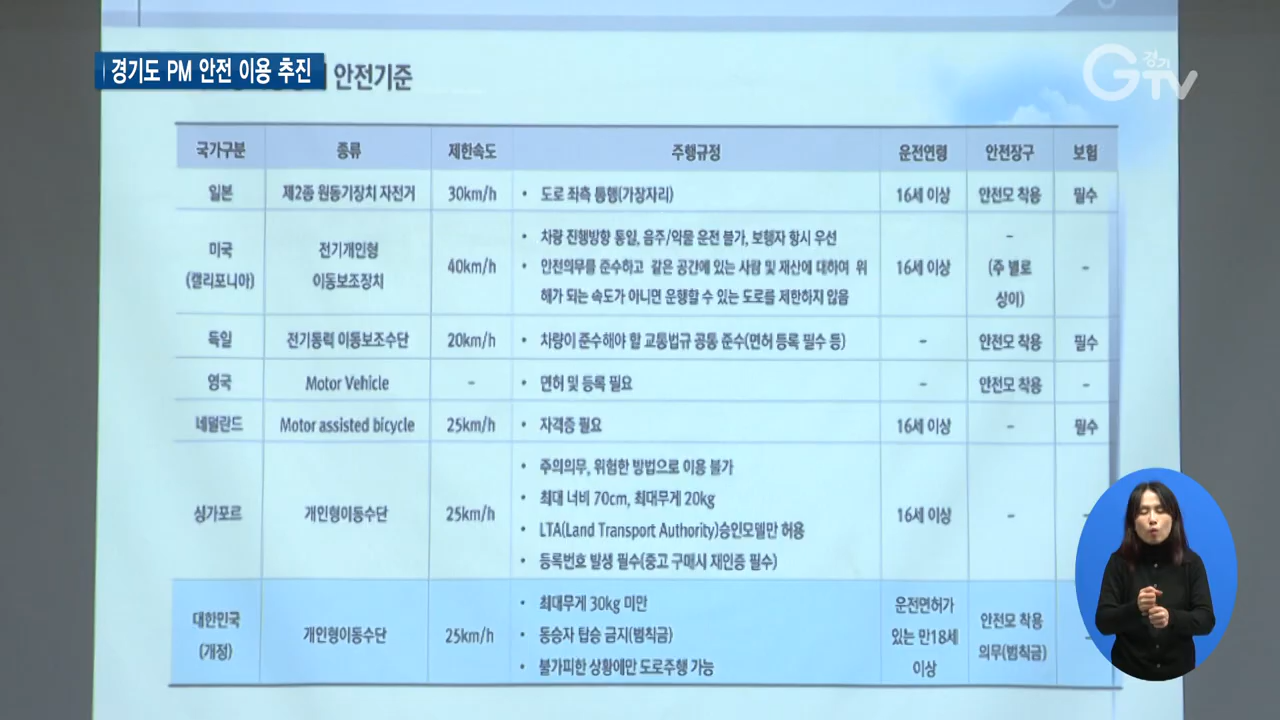 경기도 PM 안전 이용 추진
안전기준
경기
GTV
국가구분 종류 제한속도 주행규정 운전연령 안전장구 보험
일본 제2종 원동기장치 자전거 30km/h • 도로 좌측 통행(가장자리) 16세 이상 안전모 착용 필수
미국
(캘리포니아)
전기개인형
이동보조장치
40km/h
• 차량 진행방향 통일, 음주/약물 운전 불가, 보행자 항시 우선
• 안전의무를 준수하고 같은 공간에 있는 사람 및 재산에 대하여 위
해가 되는 속도가 아니면 운행할 수 있는 도로를 제한하지 않음
16세 이상
-
(주 별로
상이)
-
독일 전기동력 이동보조수단 20km/h • 차량이 준수해야 할 교통법규 공통 준수(면허 등록 필수 등) - 안전모 착용 필수
영국 Motor Vehicle - • 면허 및 등록 필요 - 안전모 착용 -
네덜란드 Motor assisted bicycle 25km/h • 자격증 필요 16세 이상 - 필수
싱가포르 개인형이동수단 25km/h
• 주의의무, 위험한 방법으로 이용 불가
• 최대 너비 70cm, 최대무게 20kg
• LTA(Land Transport Authority)승인모델만 허용
• 등록번호 발생 필수(중고 구매시 재인증 필수)
16세 이상 - -
대한민국
(개정)
개인형이동수단 25km/h
• 최대무게 30kg 미만
• 동승자 탑승 금지(범칙금)
• 불가피한 상황에만 도로주행 가능
운전면허가
있는 만18세
이상
안전모 착용
의무(범칙금)
-